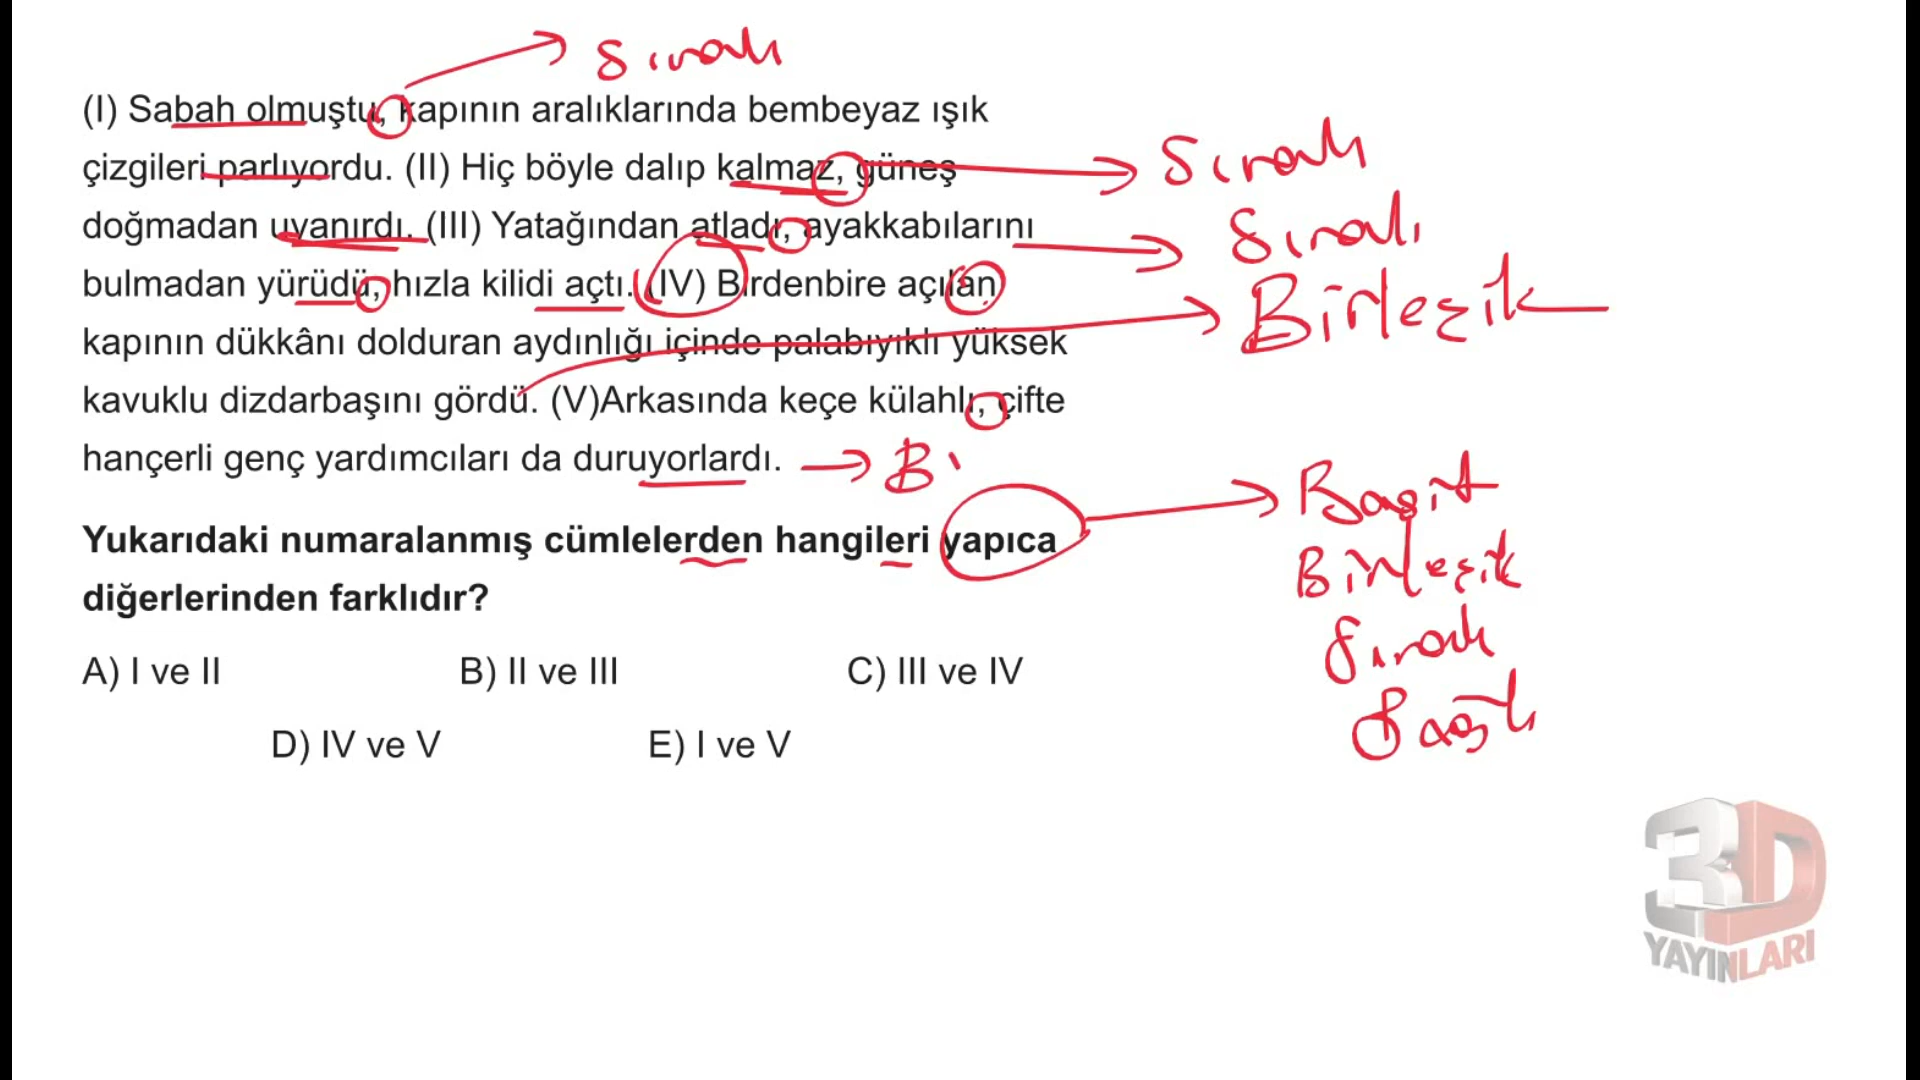 Sıralı
(I) Sabah olmuştu, kapının aralıklarında bembeyaz ışık
çizgileri parlıyordu. (II) Hiç böyle dalıp kalmaz, güneş
Sıralı
doğmadan uyanırdı. (III) Yatağından atladı, ayakkabılarını
Sıralı
bulmadan yürüdü, hızla kilidi açtı. (IV) Birdenbire açılan
Birleşik
kapının dükkânı dolduran aydınlığı içinde palabıyıklı yüksek
kavuklu dizdarbaşını gördü. (V)Arkasında keçe külahlı, çifte
hançerli genç yardımcıları da duruyorlardı.
B
Yukarıdaki numaralanmış cümlelerden hangileri yapıca
diğerlerinden farklıdır?
Basit
Birleşik
Sıralı
Bağlı
A) I ve II B) II ve III C) III ve IV
D) IV ve V E) I ve V
3D
YAYINLARI